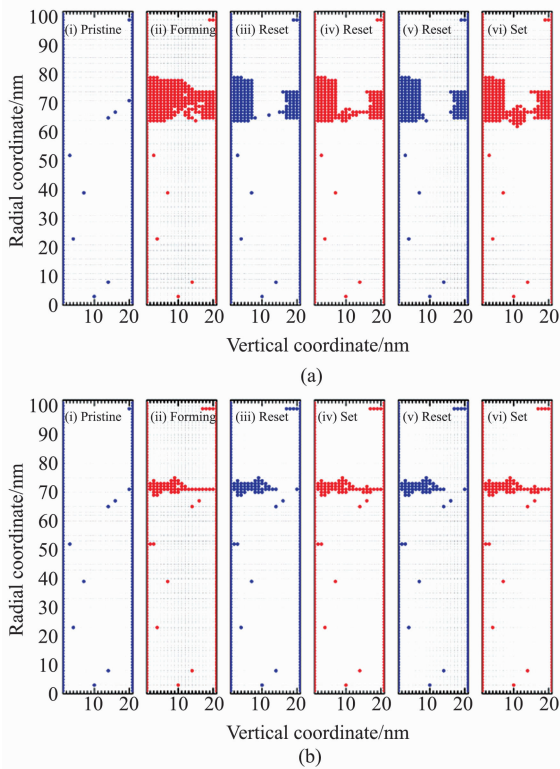 100
90
80
70
60
50
40
30
20
10
0
Radial coordinate/nm
(i) Pristine
(ii) Forming
(iii) Reset
(iv) Reset
(v) Reset
(vi) Set
10 20 10 20 10 20 10 20 10 20 10 20
Vertical coordinate/nm
(a)
100
90
80
70
60
50
40
30
20
10
0
Radial coordinate/nm
(i) Pristine
(ii) Forming
(iii) Reset
(iv) Set
(v) Reset
(vi) Set
10 20 10 20 10 20 10 20 10 20 10 20
Vertical coordinate/nm
(b)